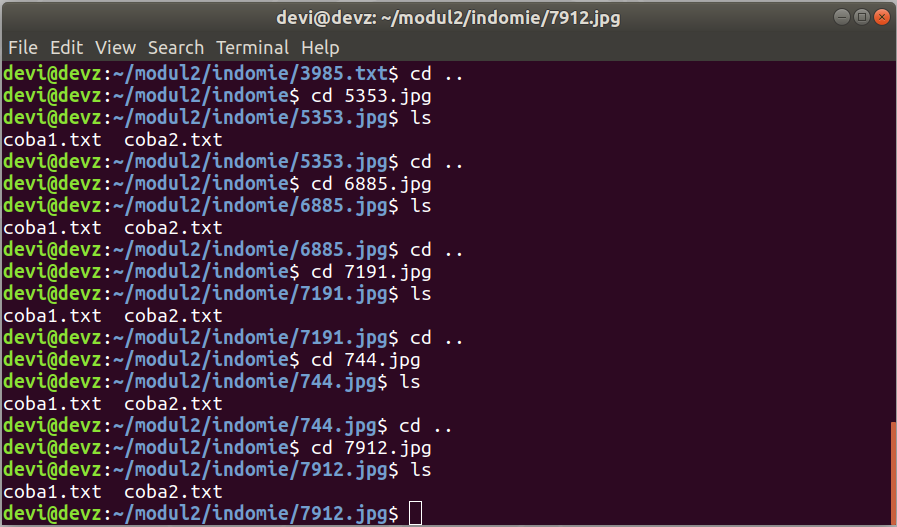 devi@devz: ~/modul2/indomie/7912.jpg
File Edit View Search Terminal Help
devi@devz:~/modul2/indomie/3985.txt$ cd ..
devi@devz:~/modul2/indomie$ cd 5353.jpg
devi@devz:~/modul2/indomie/5353.jpg$ ls
coba1.txt  coba2.txt
devi@devz:~/modul2/indomie/5353.jpg$ cd ..
devi@devz:~/modul2/indomie$ cd 6885.jpg
devi@devz:~/modul2/indomie/6885.jpg$ ls
coba1.txt  coba2.txt
devi@devz:~/modul2/indomie/6885.jpg$ cd ..
devi@devz:~/modul2/indomie$ cd 7191.jpg
devi@devz:~/modul2/indomie/7191.jpg$ ls
coba1.txt  coba2.txt
devi@devz:~/modul2/indomie/7191.jpg$ cd ..
devi@devz:~/modul2/indomie$ cd 744.jpg
devi@devz:~/modul2/indomie/744.jpg$ ls
coba1.txt  coba2.txt
devi@devz:~/modul2/indomie/744.jpg$ cd ..
devi@devz:~/modul2/indomie$ cd 7912.jpg
devi@devz:~/modul2/indomie/7912.jpg$ ls
coba1.txt  coba2.txt
devi@devz:~/modul2/indomie/7912.jpg$